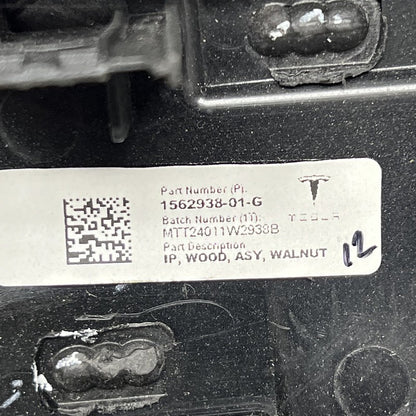 Part Number (P):
1562938-01-G
Batch Number (1T):
TESLA
MTT24011W2938B
Part Description
IP, WOOD, ASY, WALNUT
12